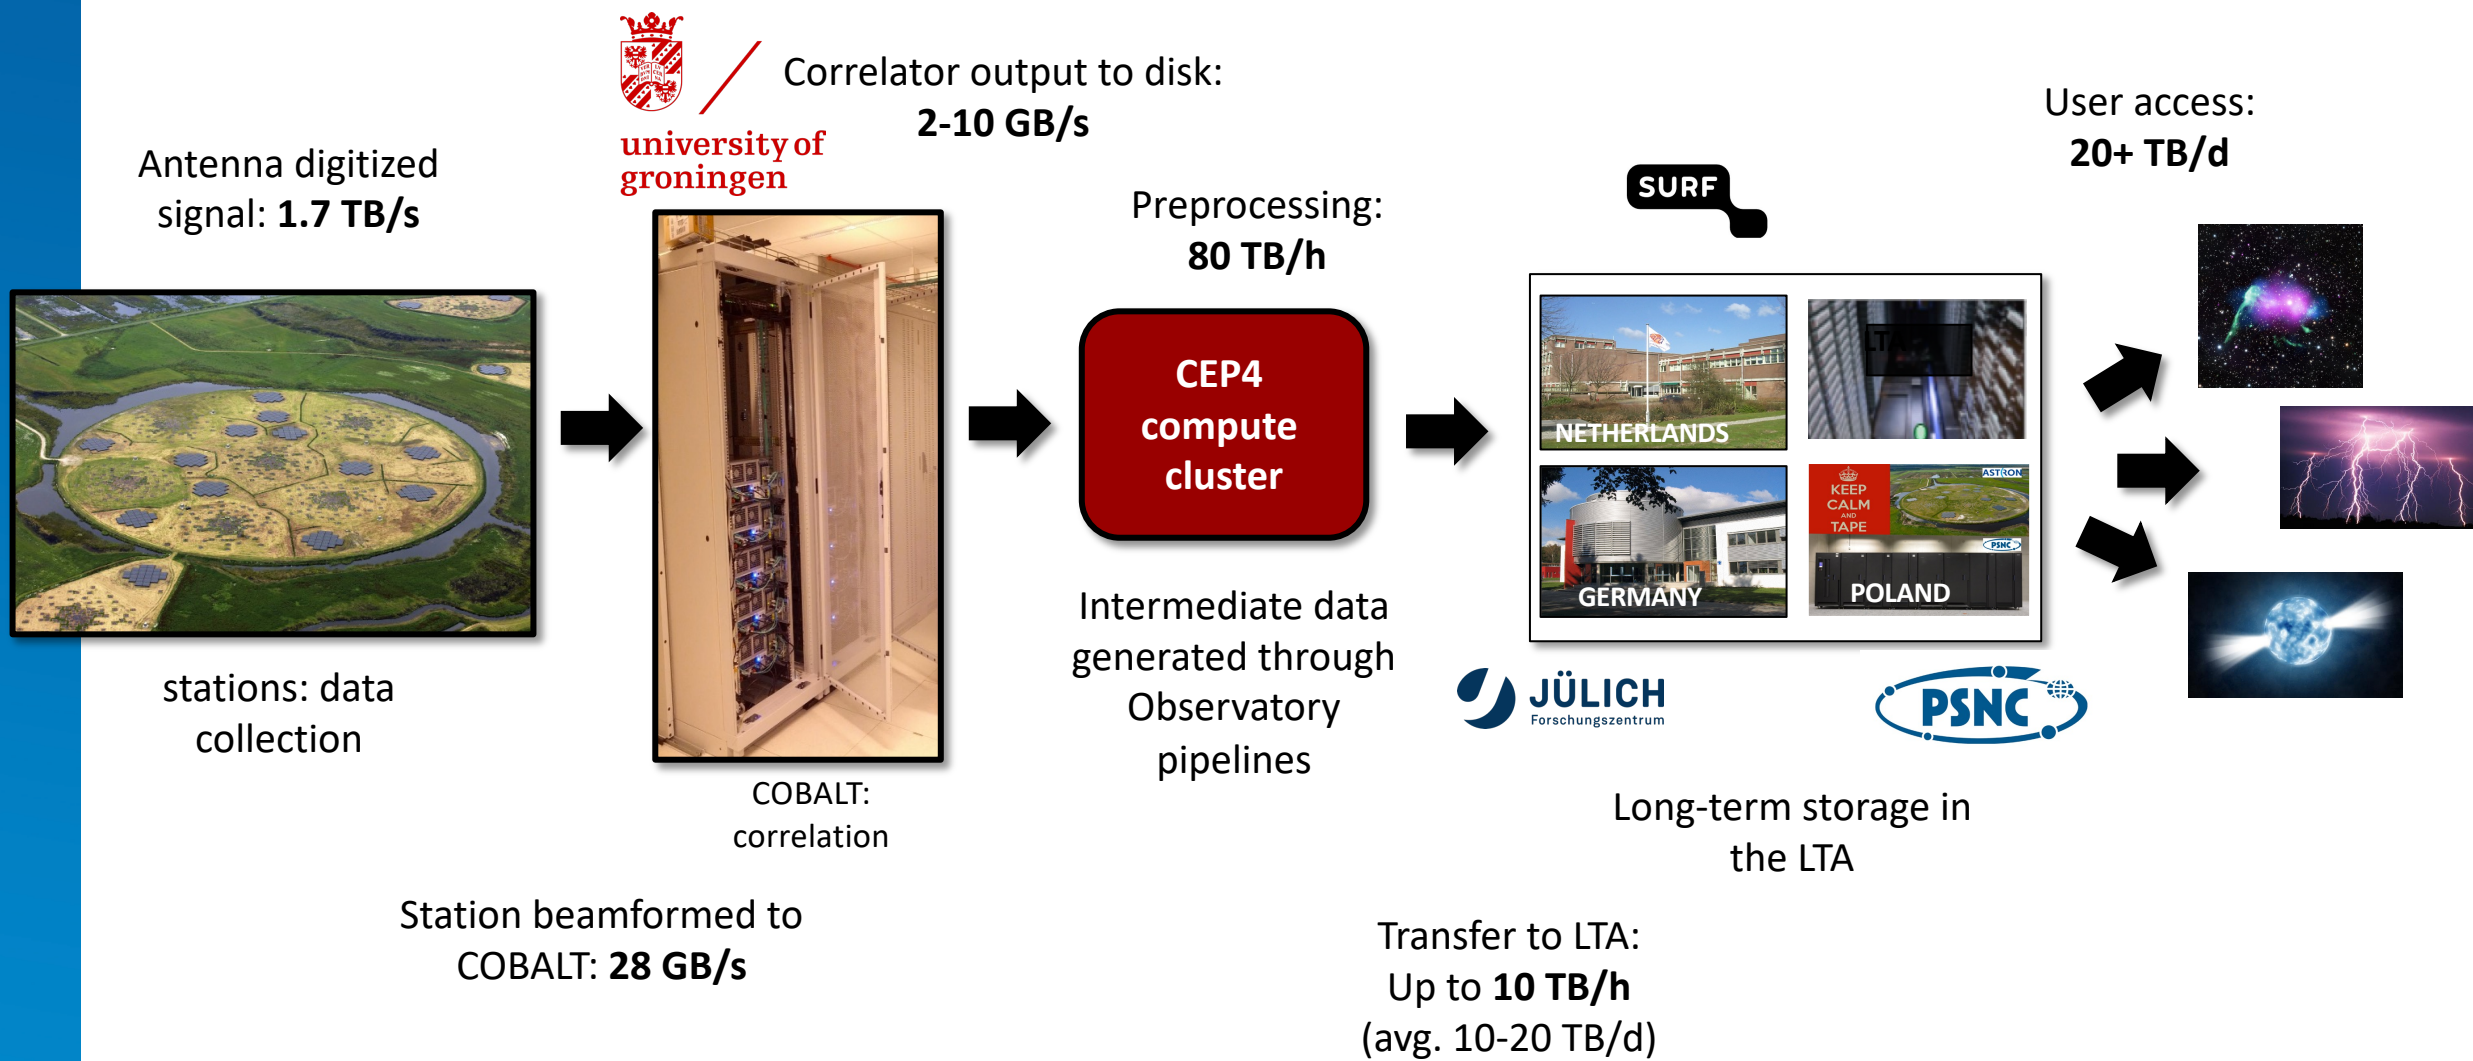 Antenna digitized
signal: 1.7 TB/s
stations: data
collection
university of
groningen
Correlator output to disk:
2-10 GB/s
COBALT:
correlation
Station beamformed to
COBALT: 28 GB/s
Preprocessing:
80 TB/h
CEP4
compute
cluster
Intermediate data
generated through
Observatory
pipelines
SURF
NETHERLANDS
LTA
GERMANY
KEEP
CALM
AND
TAPE
ASTRON
PSNC
POLAND
JÜLICH
Forschungszentrum
PSNC
Long-term storage in
the LTA
Transfer to LTA:
Up to 10 TB/h
(avg. 10-20 TB/d)
User access:
20+ TB/d